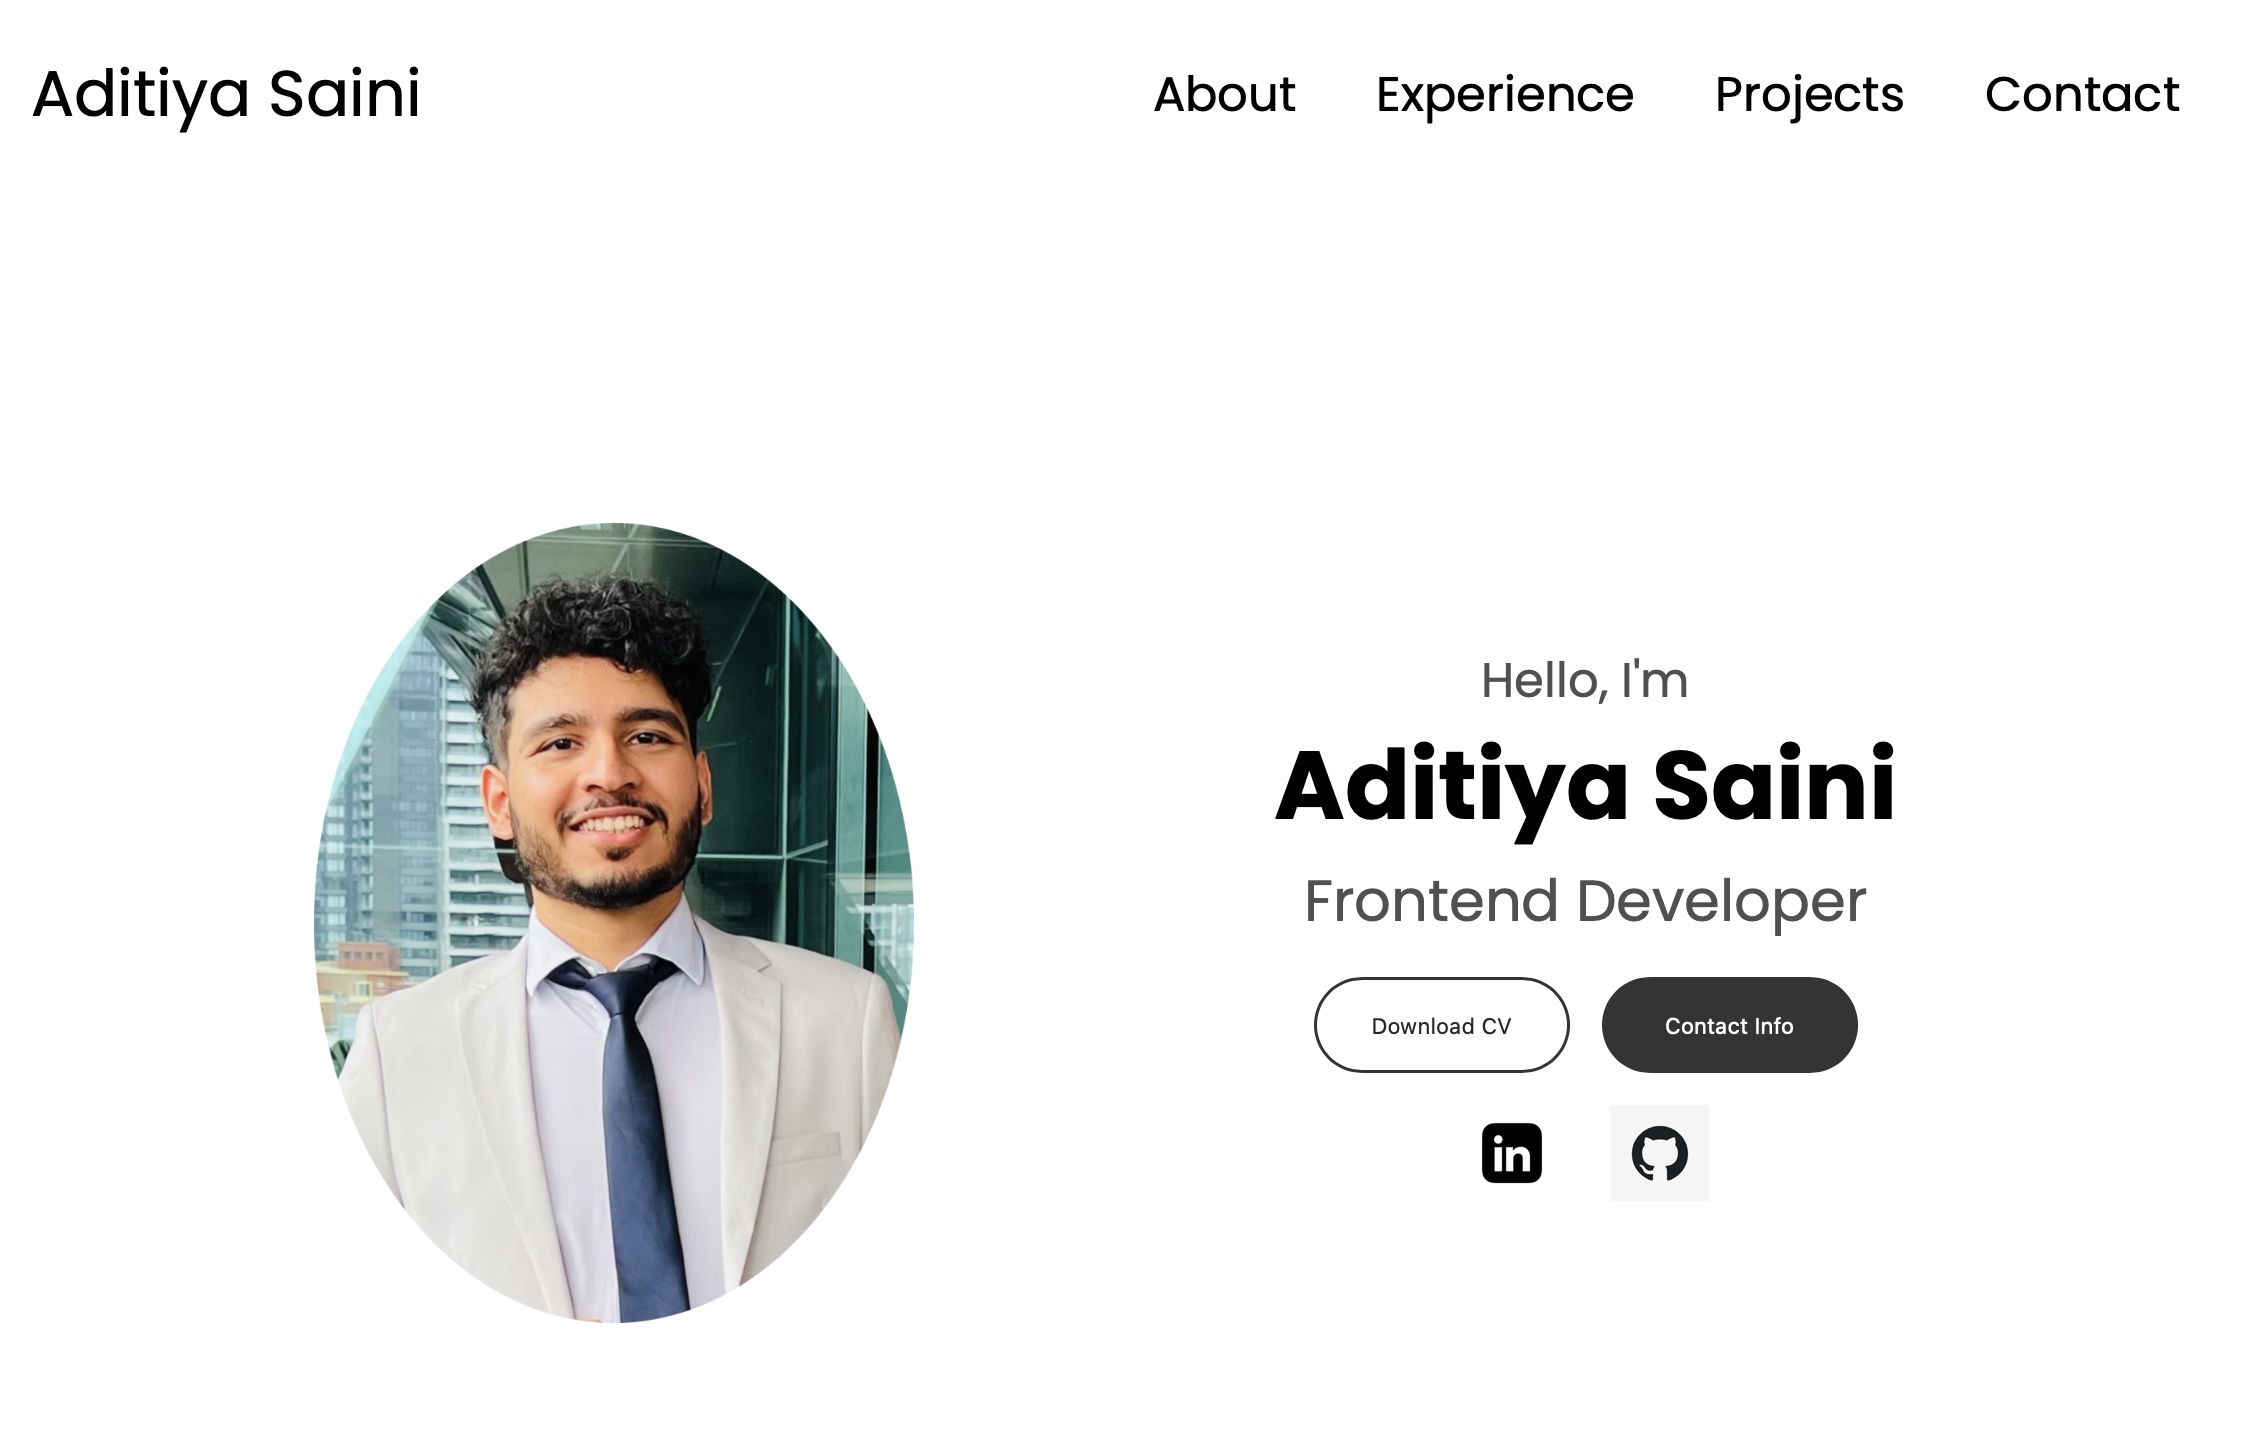 Aditiya Saini
About Experience Projects Contact
Hello, I'm
Aditiya Saini
Frontend Developer
Download CV Contact Info
in